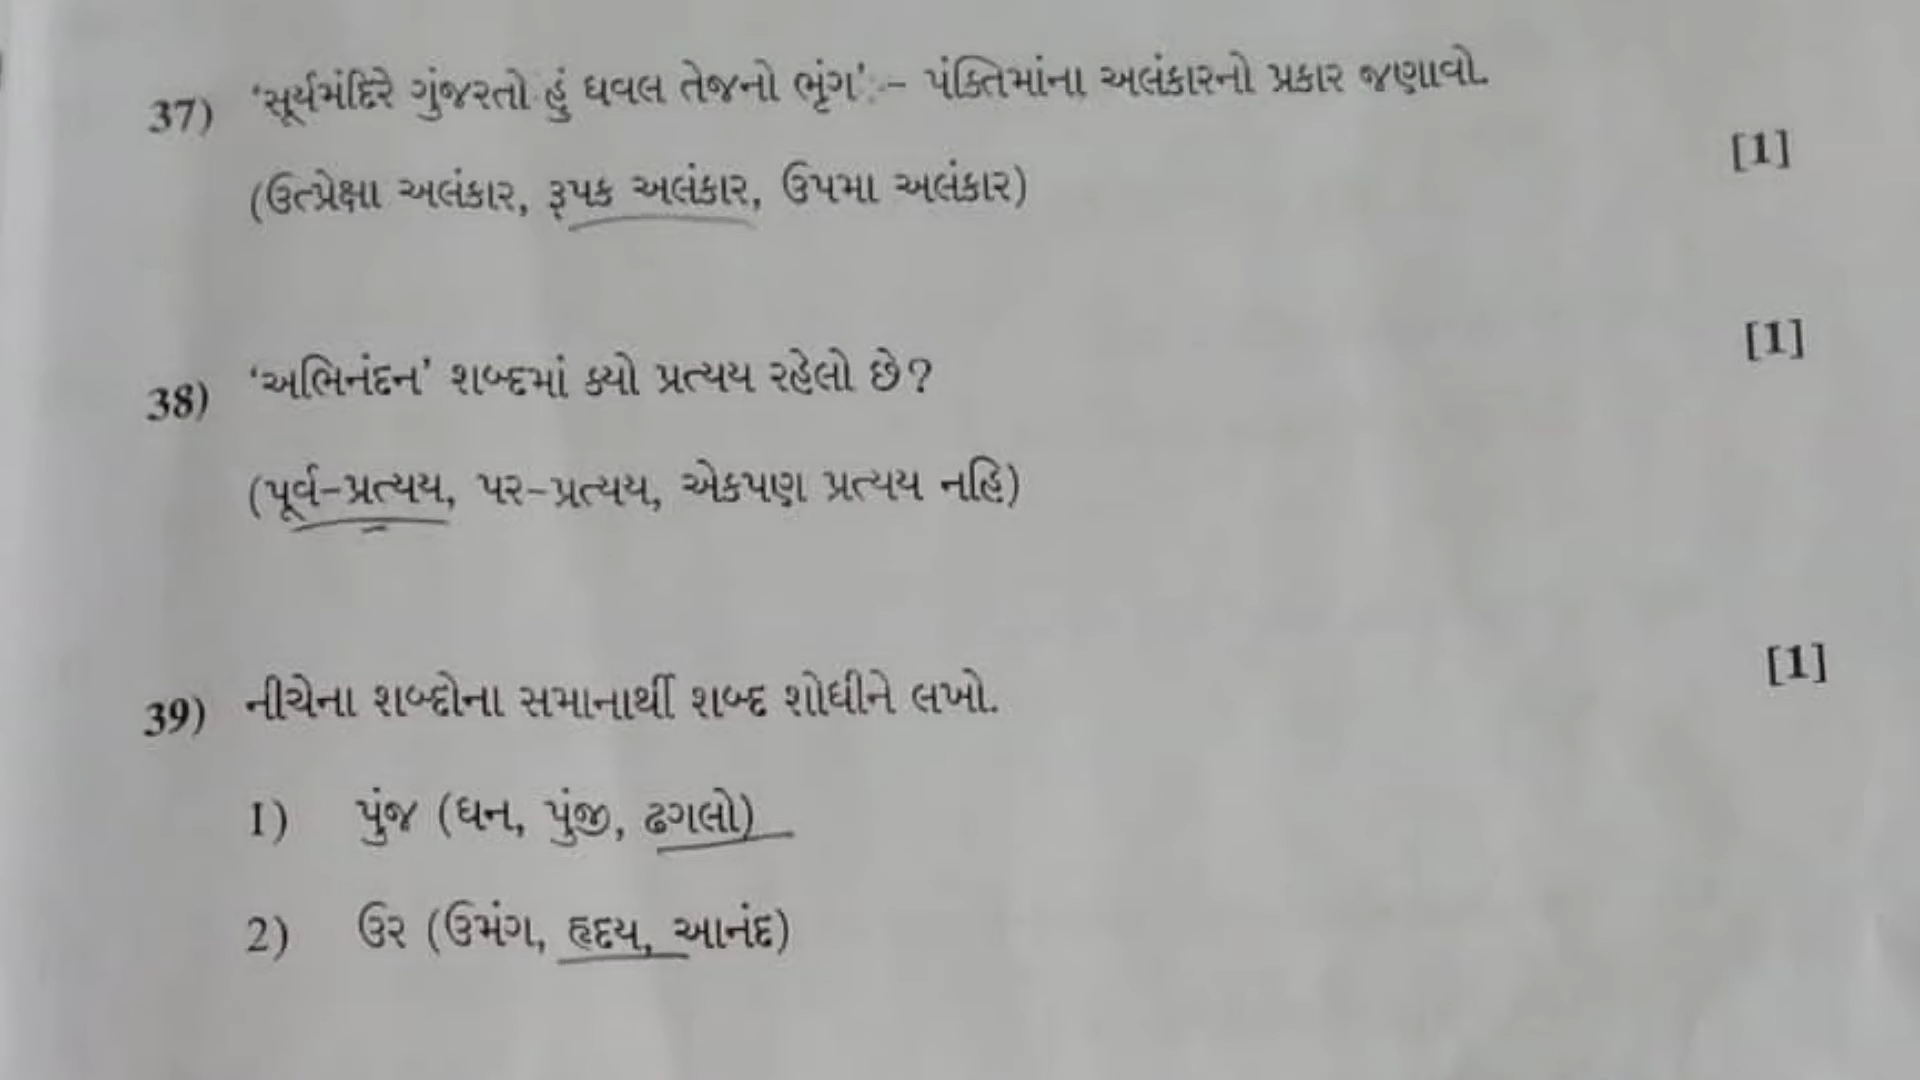 37) 'સૂર્યમંદિરે ગુંજરતો હું ધવલ તેજનો ભૃંગ' :- પંક્તિમાંના અલંકારનો પ્રકાર જણાવો.
[1]
(ઉત્પ્રેક્ષા અલંકાર, રૂપક અલંકાર, ઉપમા અલંકાર)
[1]
38) 'અભિનંદન' શબ્દમાં ક્યો પ્રત્યય રહેલો છે?
(પૂર્વ-પ્રત્યય, પર-પ્રત્યય, એકપણ પ્રત્યય નહિ)
[1]
39) નીચેના શબ્દોના સમાનાર્થી શબ્દ શોધીને લખો.
1) પુંજ (ધન, પુંજી, ઢગલો)
2) ઉર (ઉમંગ, હૃદય, આનંદ)